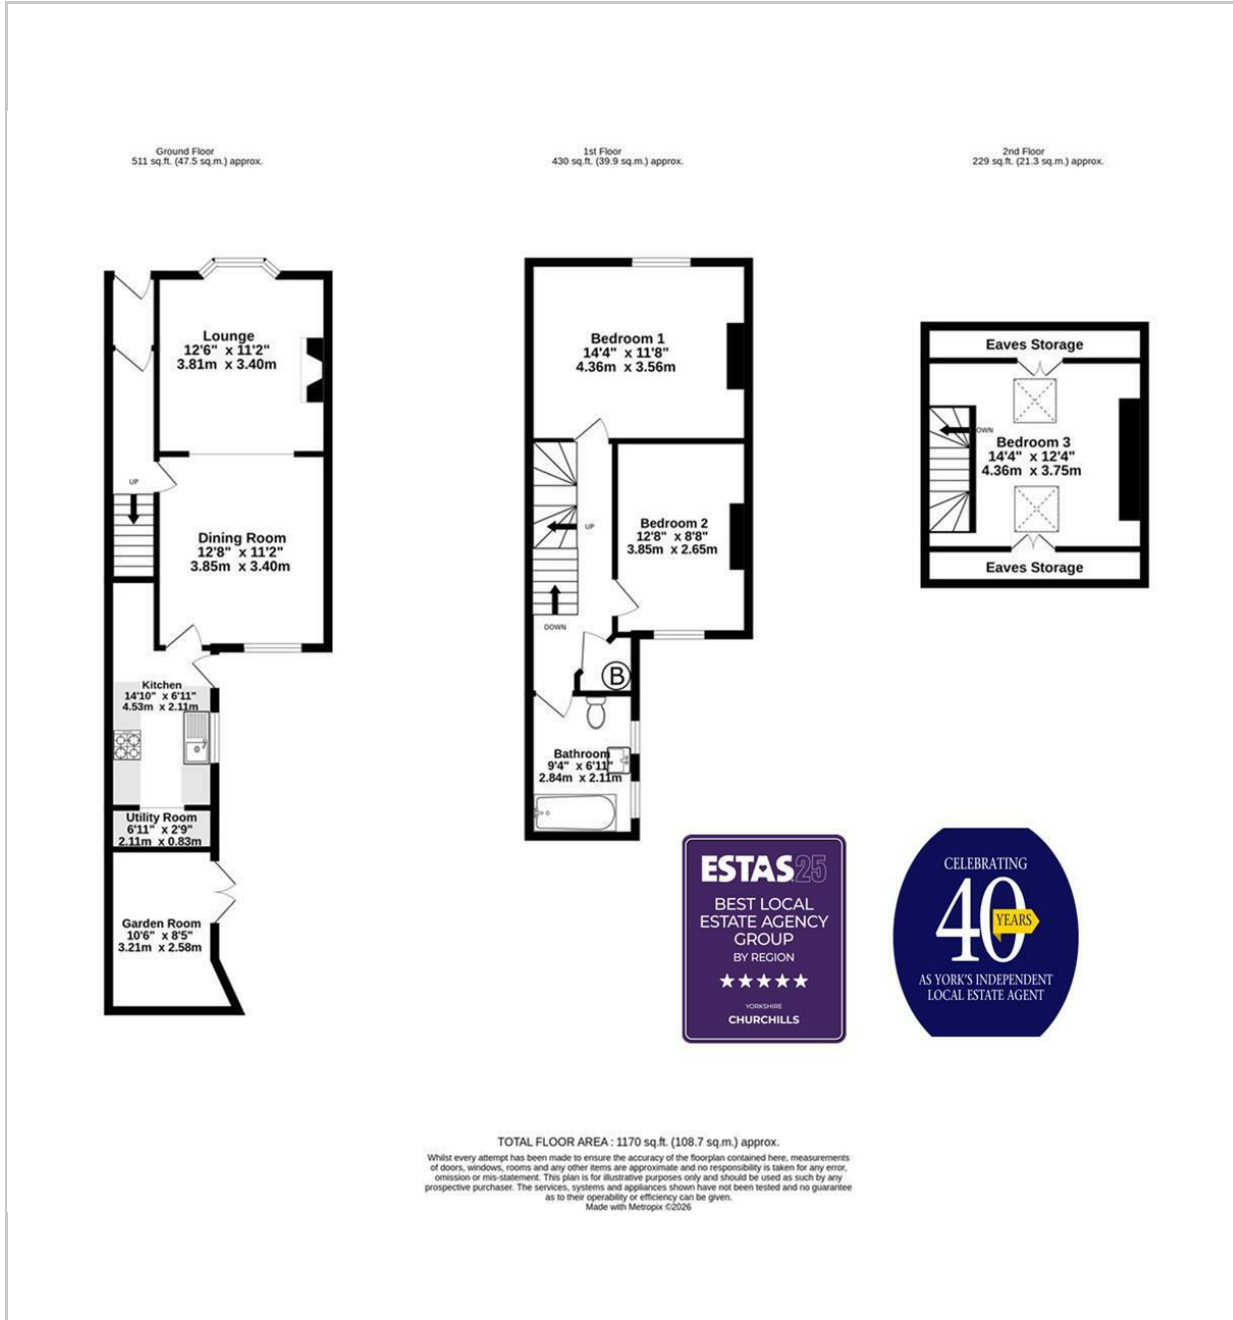 Ground Floor
511 sq.ft. (47.5 sq.m.) approx.
1st Floor
430 sq.ft. (39.9 sq.m.) approx.
2nd Floor
229 sq.ft. (21.3 sq.m.) approx.
Lounge
12'6" x 11'2"
3.81m x 3.40m
UP
Dining Room
12'8" x 11'2"
3.85m x 3.40m
Kitchen
14'10" x 6'11"
4.53m x 2.11m
Utility Room
6'11" x 2'9"
2.11m x 0.83m
Garden Room
10'6" x 8'5"
3.21m x 2.58m
Bedroom 1
14'4" x 11'8"
4.36m x 3.56m
UP
Bedroom 2
12'8" x 8'8"
3.85m x 2.65m
DOWN
B
Bathroom
9'4" x 6'11"
2.84m x 2.11m
Eaves Storage
DOWN
Bedroom 3
14'4" x 12'4"
4.36m x 3.75m
Eaves Storage
ESTAS 25
BEST LOCAL
ESTATE AGENCY
GROUP
BY REGION
YORKSHIRE
CHURCHILLS
CELEBRATING
40
YEARS
AS YORK'S INDEPENDENT
LOCAL ESTATE AGENT
TOTAL FLOOR AREA : 1170 sq.ft. (108.7 sq.m.) approx.
Whilst every attempt has been made to ensure the accuracy of the floorplan contained here, measurements
of doors, windows, rooms and any other items are approximate and no responsibility is taken for any error,
omission or mis-statement. This plan is for illustrative purposes only and should be used as such by any
prospective purchaser. The services, systems and appliances shown have not been tested and no guarantee
as to their operability or efficiency can be given.
Made with Metropix ©2026